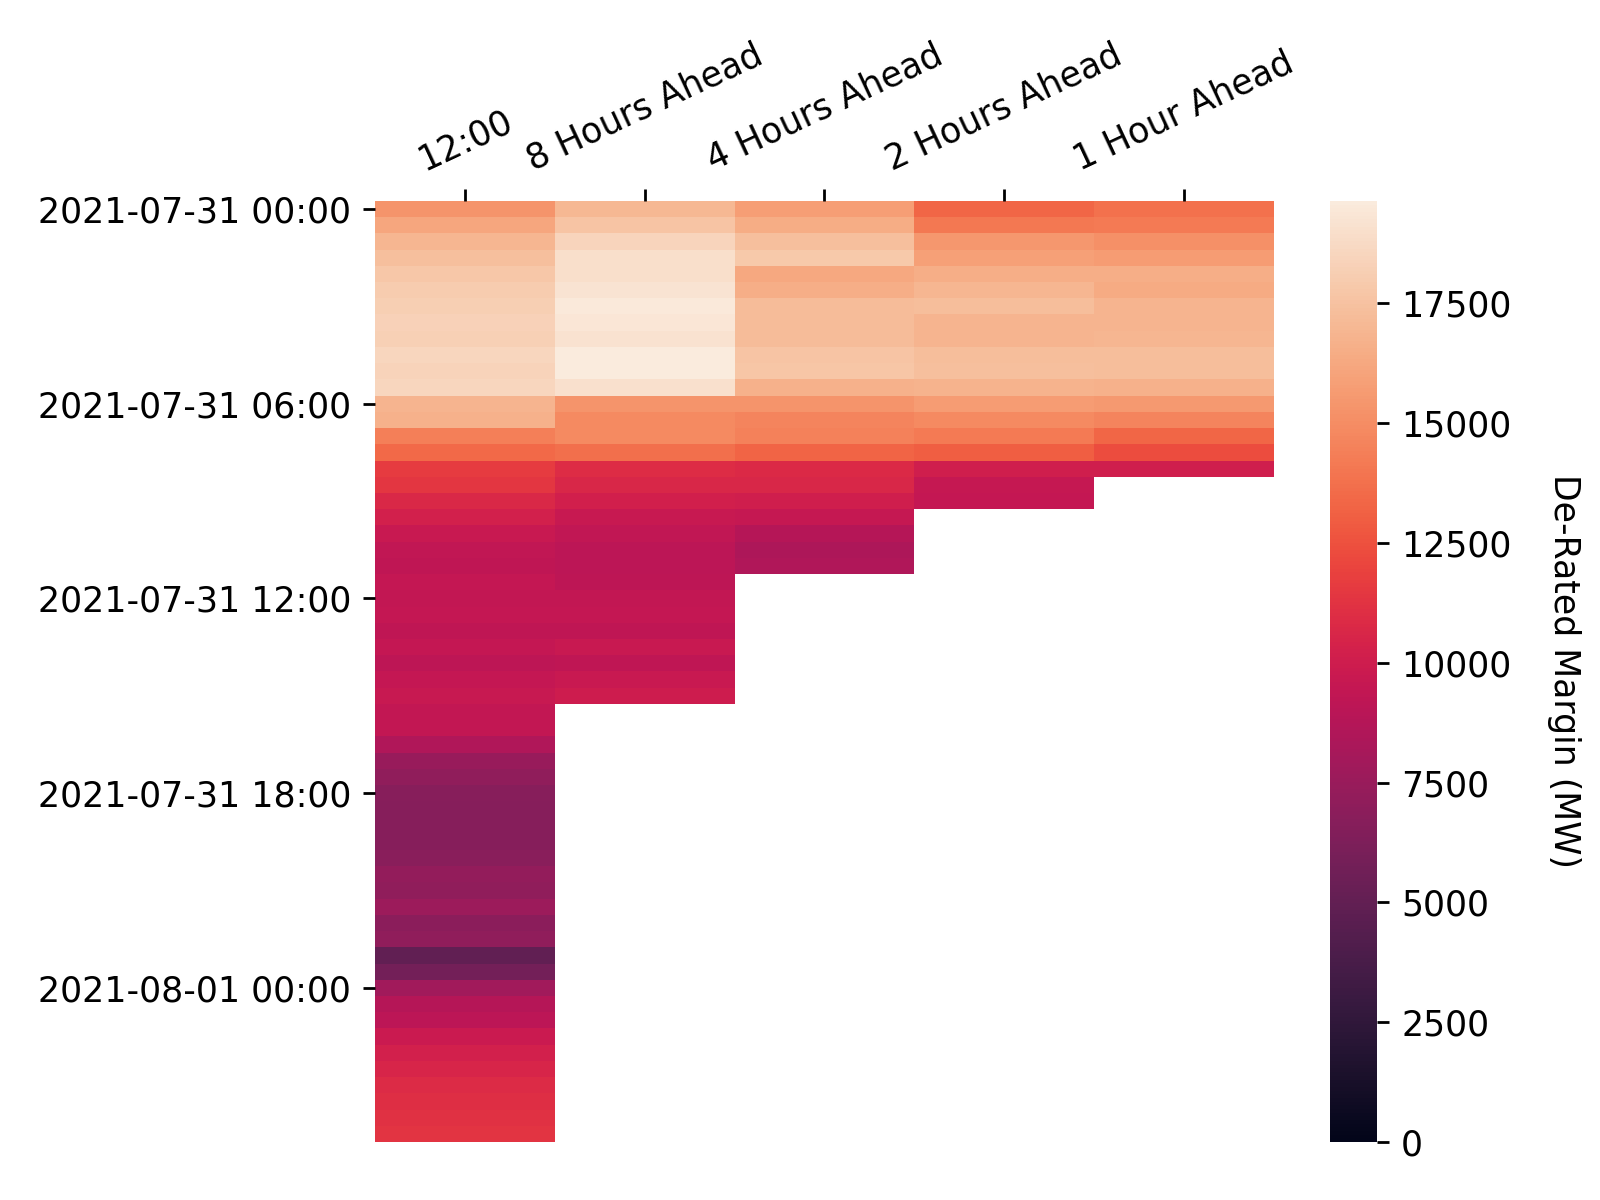 12:00
8 Hours Ahead
4 Hours Ahead
2 Hours Ahead
1 Hour Ahead
2021-07-31 00:00
2021-07-31 06:00
2021-07-31 12:00
2021-07-31 18:00
2021-08-01 00:00
17500
15000
12500
10000
7500
5000
2500
0
De-Rated Margin (MW)